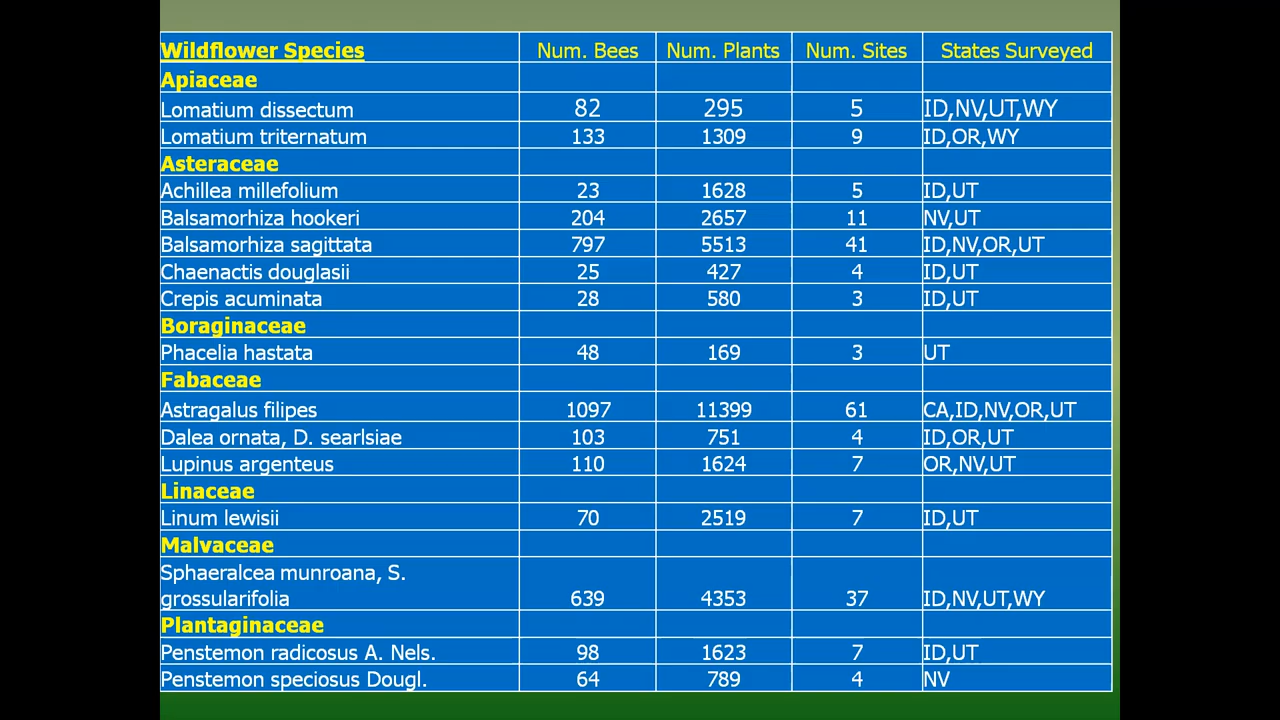 Wildflower Species Num. Bees Num. Plants Num. Sites States Surveyed
Apiaceae
Lomatium dissectum 82 295 5 ID,NV,UT,WY
Lomatium triternatum 133 1309 9 ID,OR,WY
Asteraceae
Achillea millefolium 23 1628 5 ID,UT
Balsamorhiza hookeri 204 2657 11 NV,UT
Balsamorhiza sagittata 797 5513 41 ID,NV,OR,UT
Chaenactis douglasii 25 427 4 ID,UT
Crepis acuminata 28 580 3 ID,UT
Boraginaceae
Phacelia hastata 48 169 3 UT
Fabaceae
Astragalus filipes 1097 11399 61 CA,ID,NV,OR,UT
Dalea ornata, D. searlsiae 103 751 4 ID,OR,UT
Lupinus argenteus 110 1624 7 OR,NV,UT
Linaceae
Linum lewisii 70 2519 7 ID,UT
Malvaceae
Sphaeralcea munroana, S.
grossularifolia 639 4353 37 ID,NV,UT,WY
Plantaginaceae
Penstemon radicosus A. Nels. 98 1623 7 ID,UT
Penstemon speciosus Dougl. 64 789 4 NV